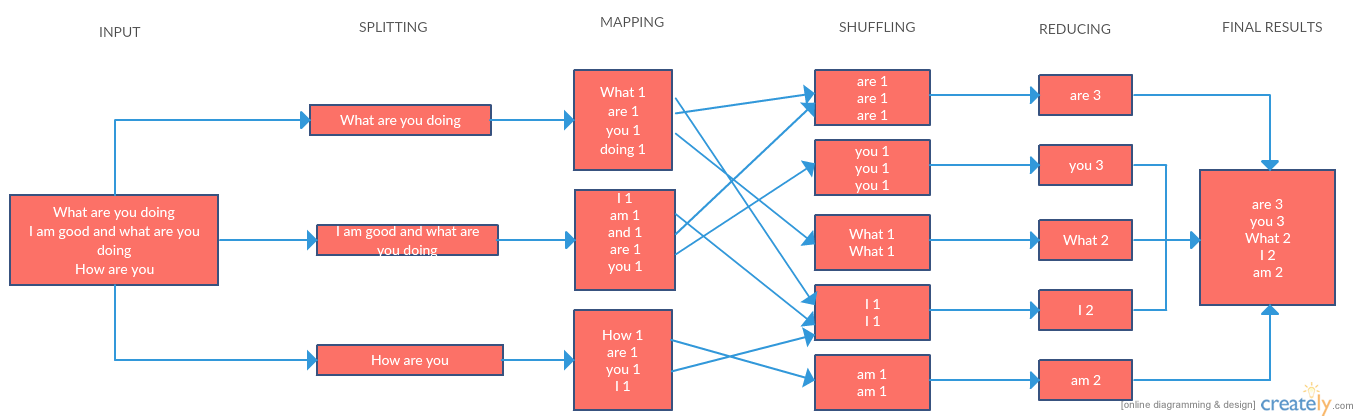 INPUT
SPLITTING
MAPPING
SHUFFLING
REDUCING
FINAL RESULTS
What are you doing
I am good and what are you
doing
How are you
What are you doing
I am good and what are
you doing
How are you
What 1
are 1
you 1
doing 1
I 1
am 1
and 1
are 1
you 1
How 1
are 1
you 1
I 1
are 1
are 1
are 1
you 1
you 1
you 1
What 1
What 1
I 1
I 1
am 1
am 1
are 3
you 3
What 2
I 2
am 2
are 3
you 3
What 2
I 2
am 2
[online diagramming & design] creately.com